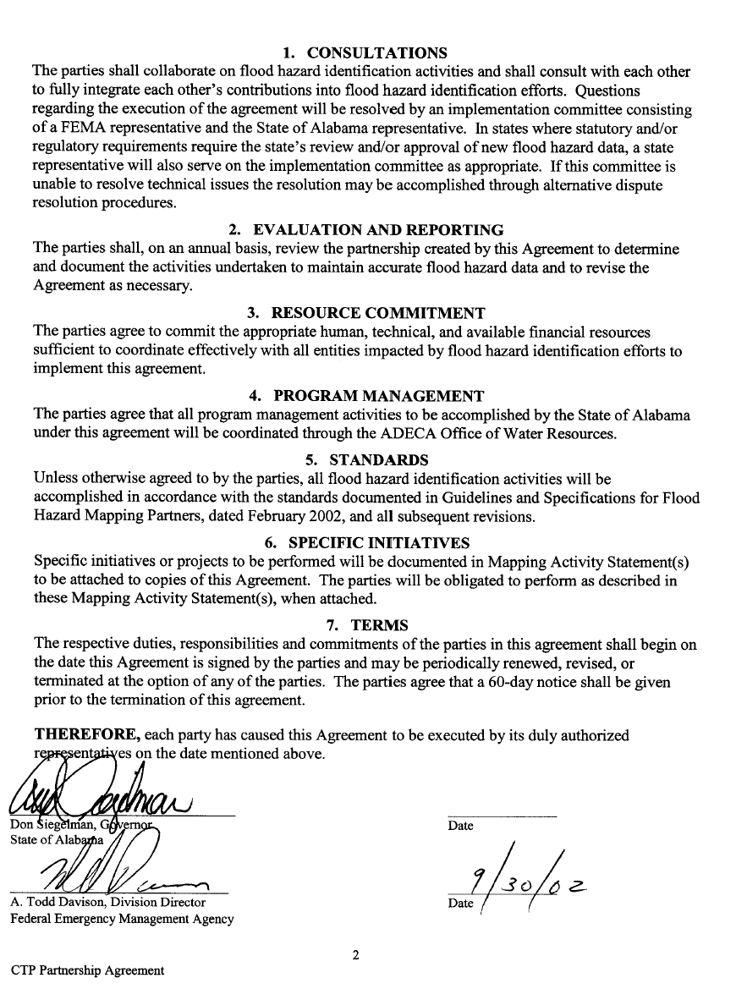 1. CONSULTATIONS
The parties shall collaborate on flood hazard identification activities and shall consult with each other
to fully integrate each other's contributions into flood hazard identification efforts. Questions
regarding the execution of the agreement will be resolved by an implementation committee consisting
of a FEMA representative and the State of Alabama representative. In states where statutory and/or
regulatory requirements require the state's review and/or approval of new flood hazard data, a state
representative will also serve on the implementation committee as appropriate. If this committee is
unable to resolve technical issues the resolution may be accomplished through alternative dispute
resolution procedures.
2. EVALUATION AND REPORTING
The parties shall, on an annual basis, review the partnership created by this Agreement to determine
and document the activities undertaken to maintain accurate flood hazard data and to revise the
Agreement as necessary.
3. RESOURCE COMMITMENT
The parties agree to commit the appropriate human, technical, and available financial resources
sufficient to coordinate effectively with all entities impacted by flood hazard identification efforts to
implement this agreement.
4. PROGRAM MANAGEMENT
The parties agree that all program management activities to be accomplished by the State of Alabama
under this agreement will be coordinated through the ADECA Office of Water Resources.
5. STANDARDS
Unless otherwise agreed to by the parties, all flood hazard identification activities will be
accomplished in accordance with the standards documented in Guidelines and Specifications for Flood
Hazard Mapping Partners, dated February 2002, and all subsequent revisions.
6. SPECIFIC INITIATIVES
Specific initiatives or projects to be performed will be documented in Mapping Activity Statement(s)
to be attached to copies of this Agreement. The parties will be obligated to perform as described in
these Mapping Activity Statement(s), when attached.
7. TERMS
The respective duties, responsibilities and commitments of the parties in this agreement shall begin on
the date this Agreement is signed by the parties and may be periodically renewed, revised, or
terminated at the option of any of the parties. The parties agree that a 60-day notice shall be given
prior to the termination of this agreement.
THEREFORE, each party has caused this Agreement to be executed by its duly authorized
representatives on the date mentioned above.
Don Siegelman, Governor
State of Alabama
Date
9/30/02
A. Todd Davison, Division Director
Federal Emergency Management Agency
Date
2
CTP Partnership Agreement